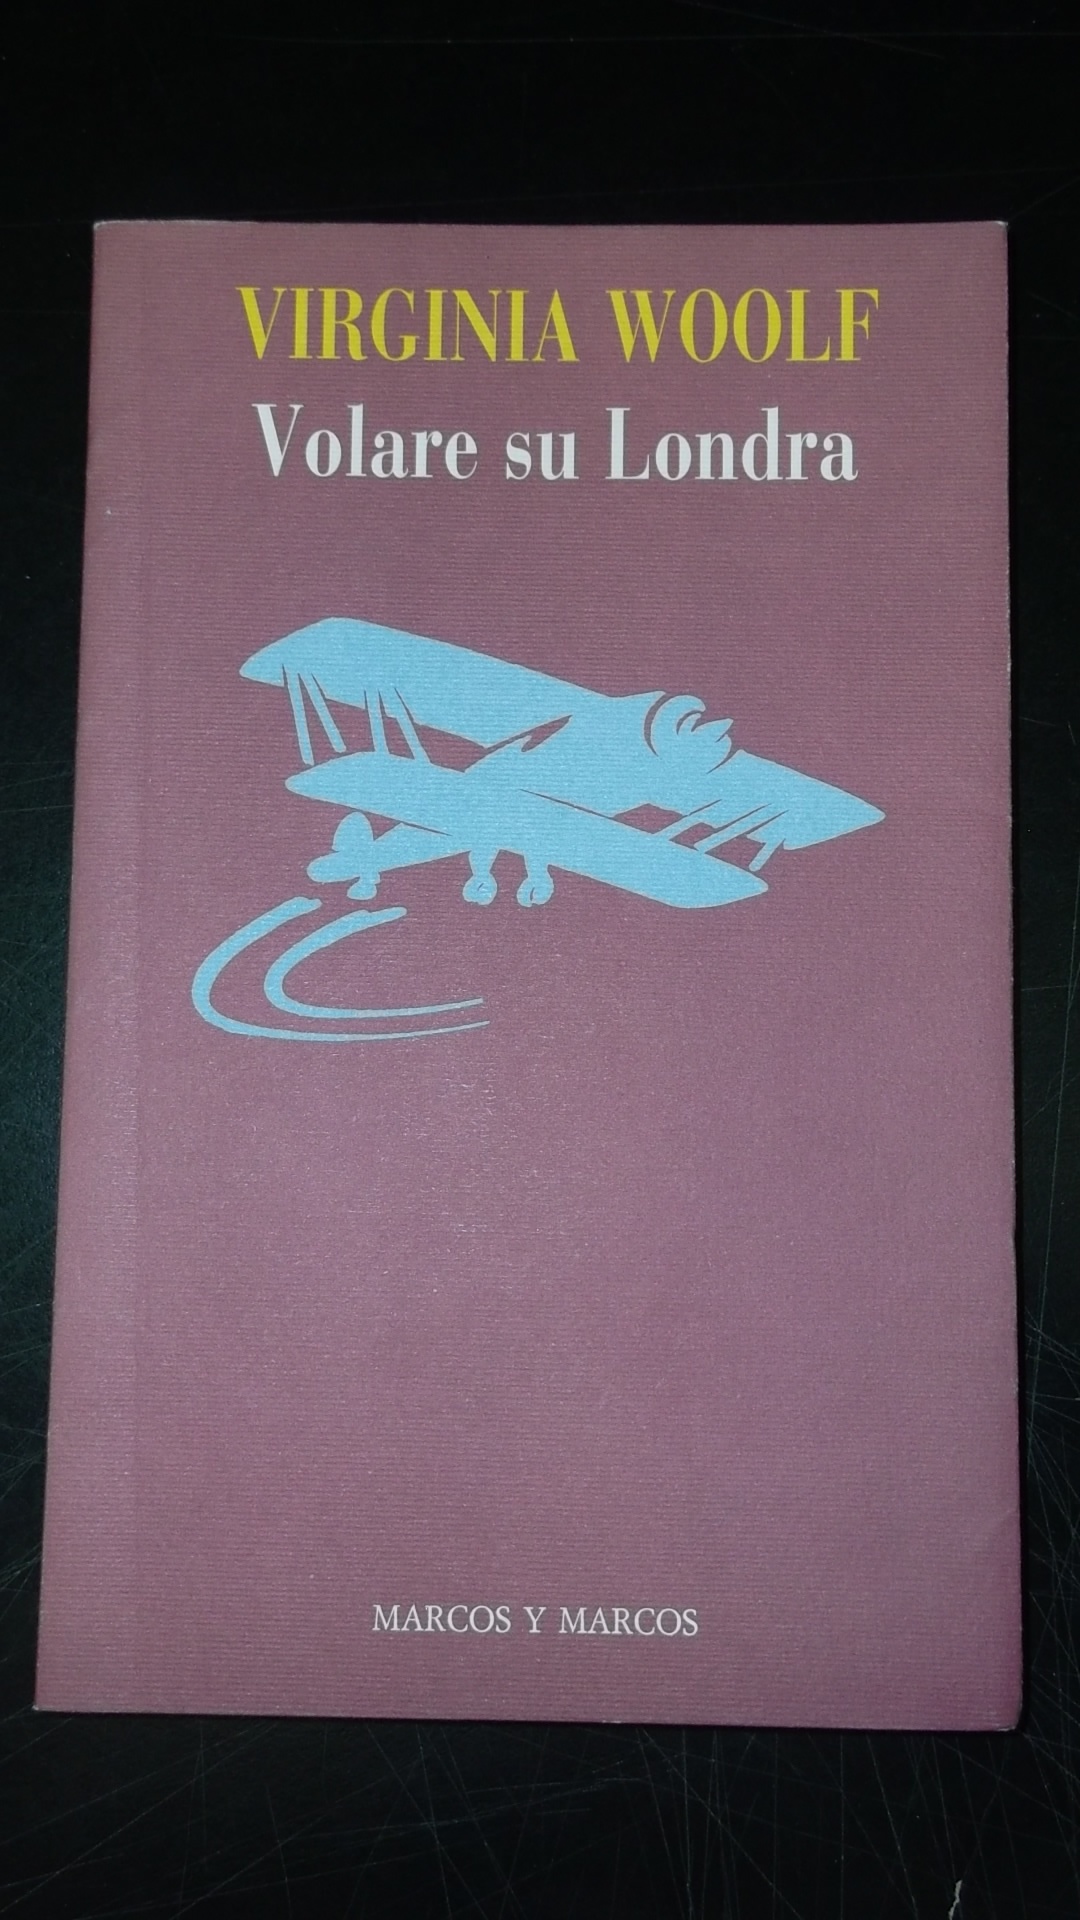 VIRGINIA WOOLF
Volare su Londra
MARCOS Y MARCOS